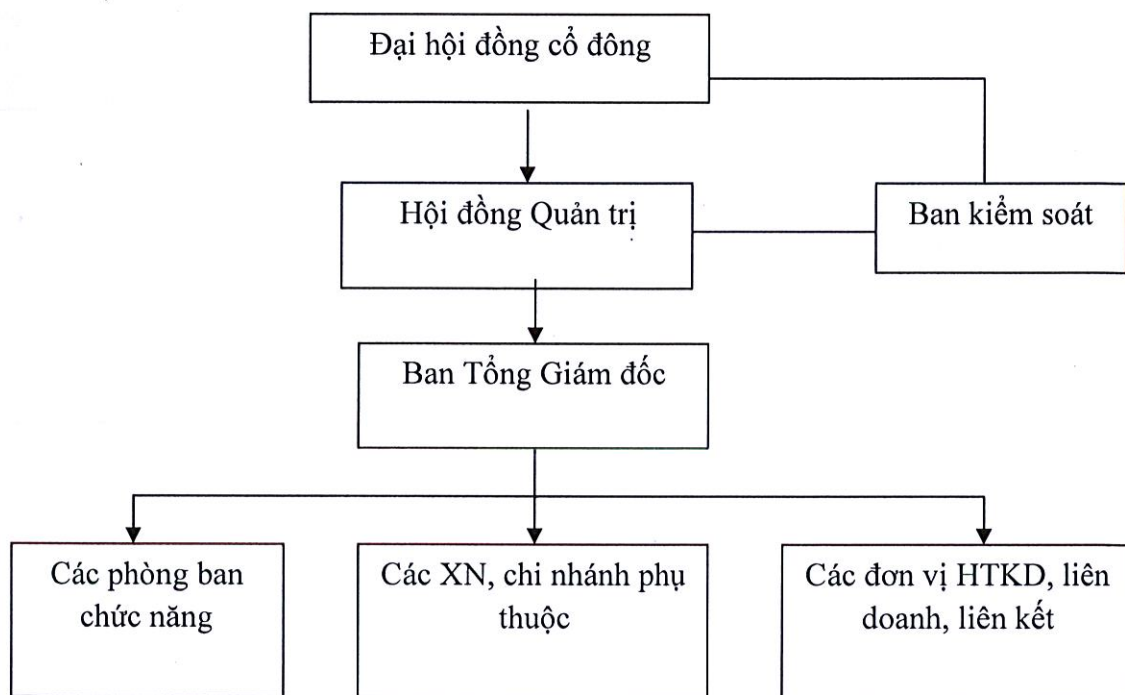 Đại hội đồng cổ đông
Hội đồng Quản trị
Ban kiểm soát
Ban Tổng Giám đốc
Các phòng ban
chức năng
Các XN, chi nhánh phụ
thuộc
Các đơn vị HTKD, liên
doanh, liên kết